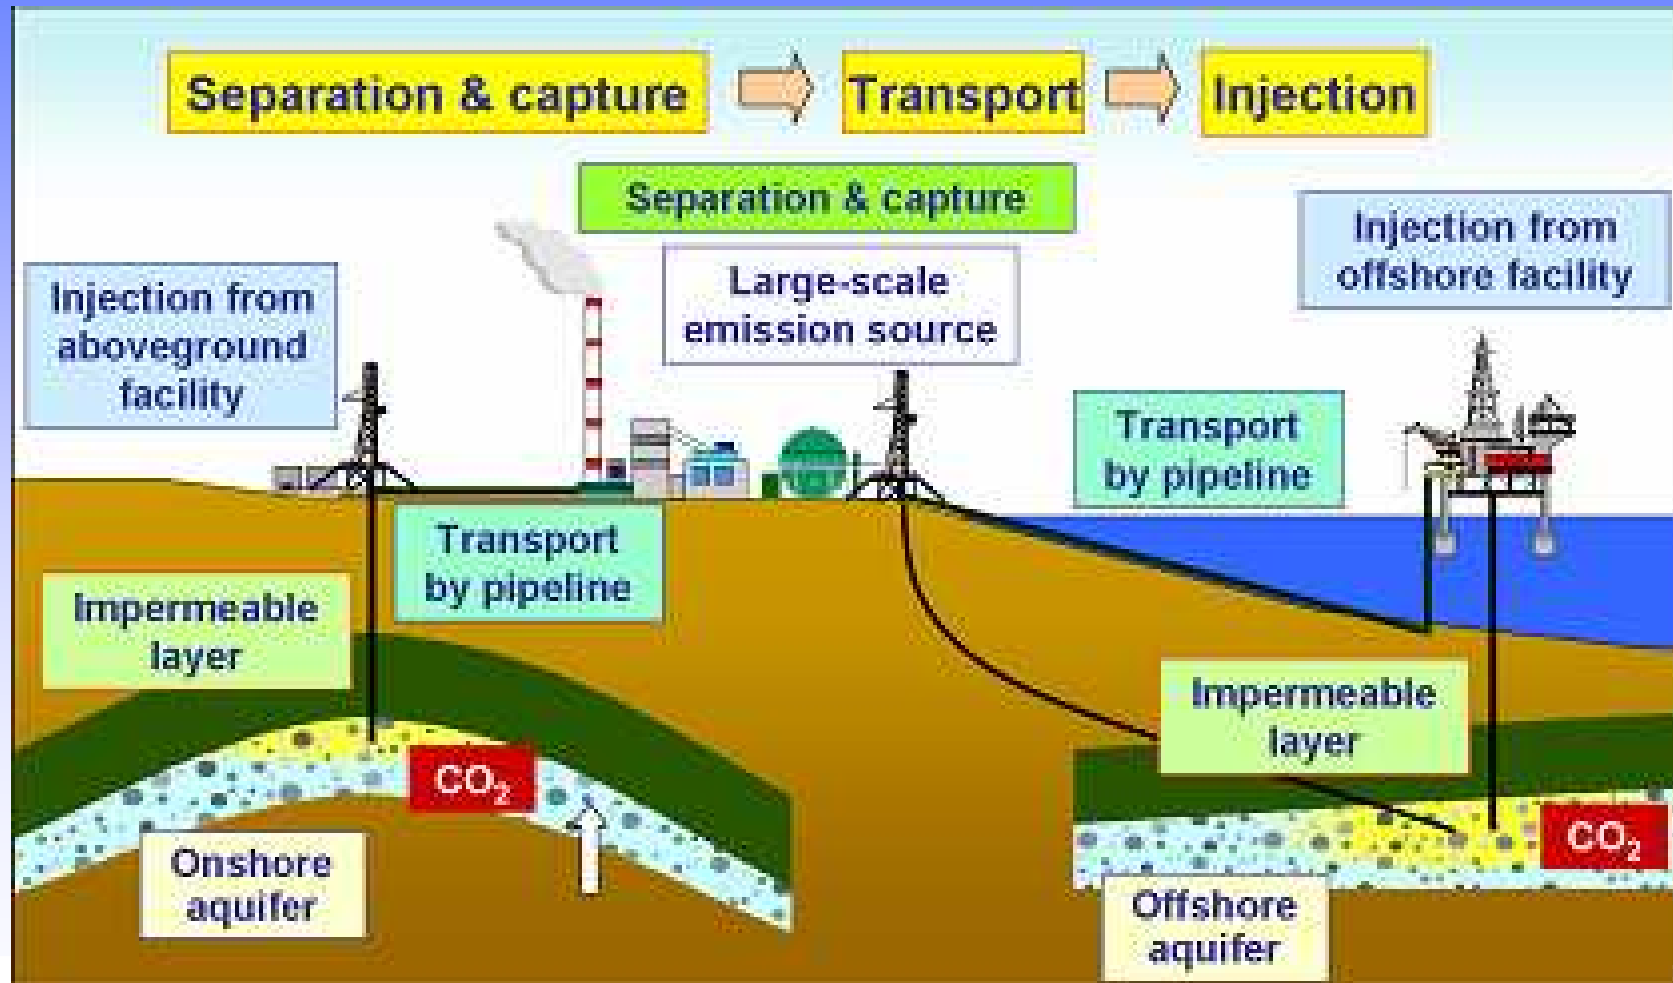 Separation & capture
Transport
Injection
Separation & capture
Large-scale
emission source
Injection from
offshore facility
Injection from
aboveground
facility
Transport
by pipeline
Transport
by pipeline
Impermeable
layer
Impermeable
layer
CO₂
CO₂
Onshore
aquifer
Offshore
aquifer